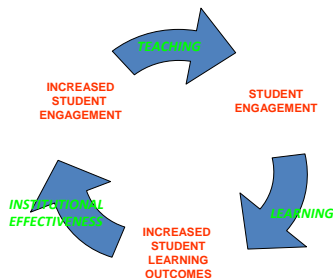 TEACHING
INCREASED
STUDENT
ENGAGEMENT
STUDENT
ENGAGEMENT
INSTITUTIONAL
EFFECTIVENESS
LEARNING
INCREASED
STUDENT
LEARNING
OUTCOMES